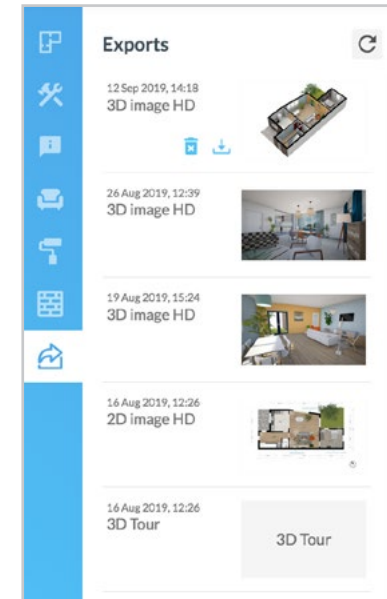 Exports
12 Sep 2019, 14:18
3D image HD
26 Aug 2019, 12:39
3D image HD
19 Aug 2019, 15:24
3D image HD
16 Aug 2019, 12:26
2D image HD
16 Aug 2019, 12:26
3D Tour
3D Tour